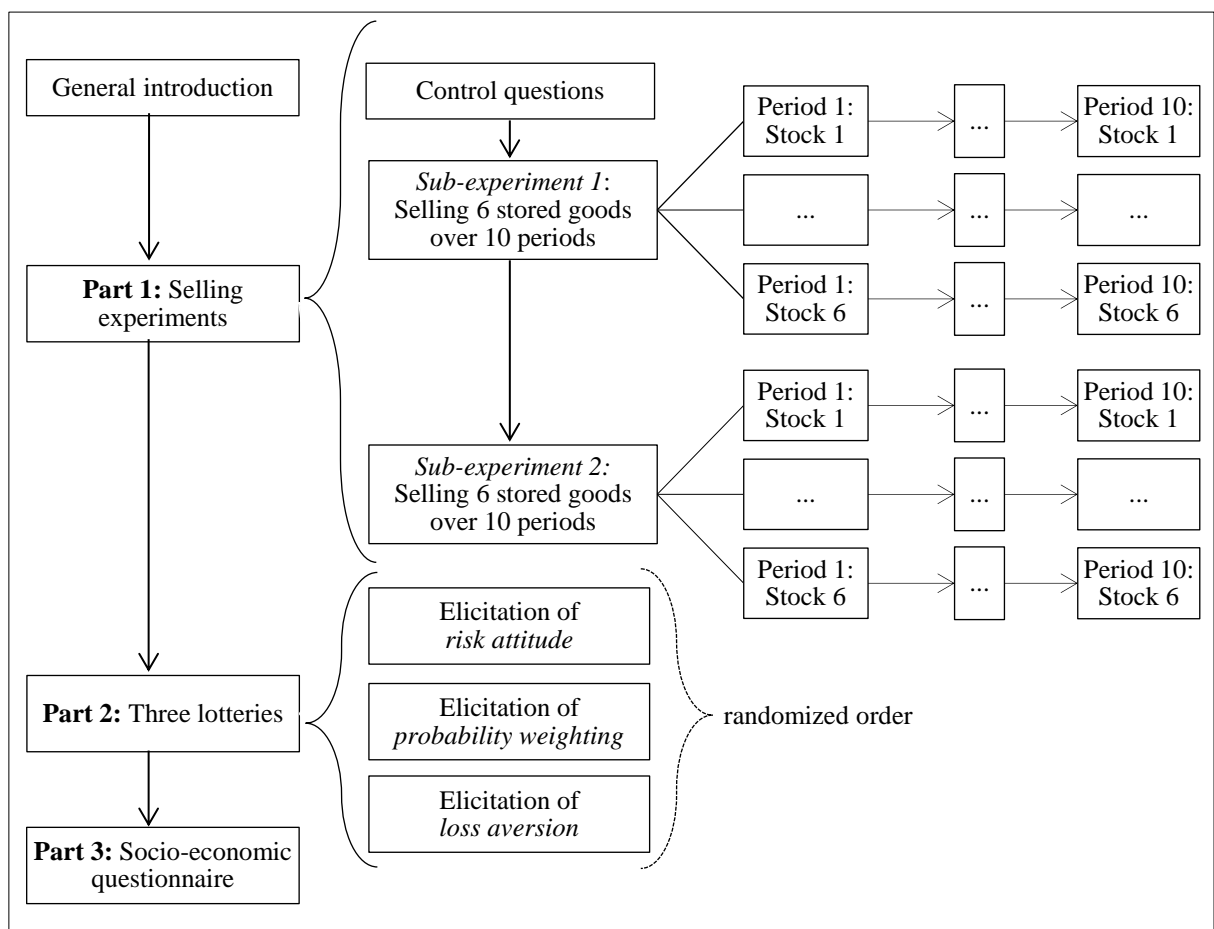 General introduction
Part 1: Selling
experiments
Part 2: Three lotteries
Part 3: Socio-economic
questionnaire
Control questions
Sub-experiment 1:
Selling 6 stored goods
over 10 periods
Period 1:
Stock 1
...
Period 10:
Stock 1
...
...
...
Period 1:
Stock 6
...
Period 10:
Stock 6
Sub-experiment 2:
Selling 6 stored goods
over 10 periods
Period 1:
Stock 1
...
Period 10:
Stock 1
...
...
...
Period 1:
Stock 6
...
Period 10:
Stock 6
Elicitation of
risk attitude
Elicitation of
probability weighting
Elicitation of
loss aversion
randomized order